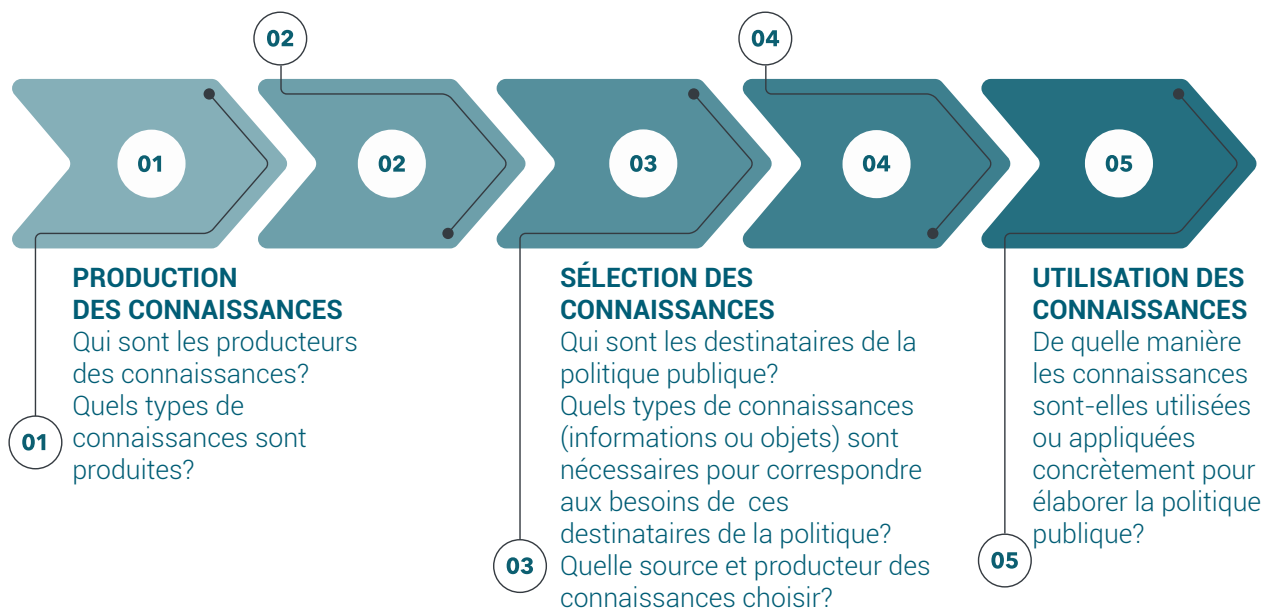 02
04
01
02
03
04
05
PRODUCTION
DES CONNAISSANCES
Qui sont les producteurs
des connaissances?
Quels types de
connaissances sont
produites?
01
SÉLECTION DES
CONNAISSANCES
Qui sont les destinataires de la
politique publique?
Quels types de connaissances
(informations ou objets) sont
nécessaires pour correspondre
aux besoins de ces
destinataires de la politique?
Quelle source et producteur des
connaissances choisir?
03
UTILISATION DES
CONNAISSANCES
De quelle manière
les connaissances
sont-elles utilisées
ou appliquées
concrètement pour
élaborer la politique
publique?
05